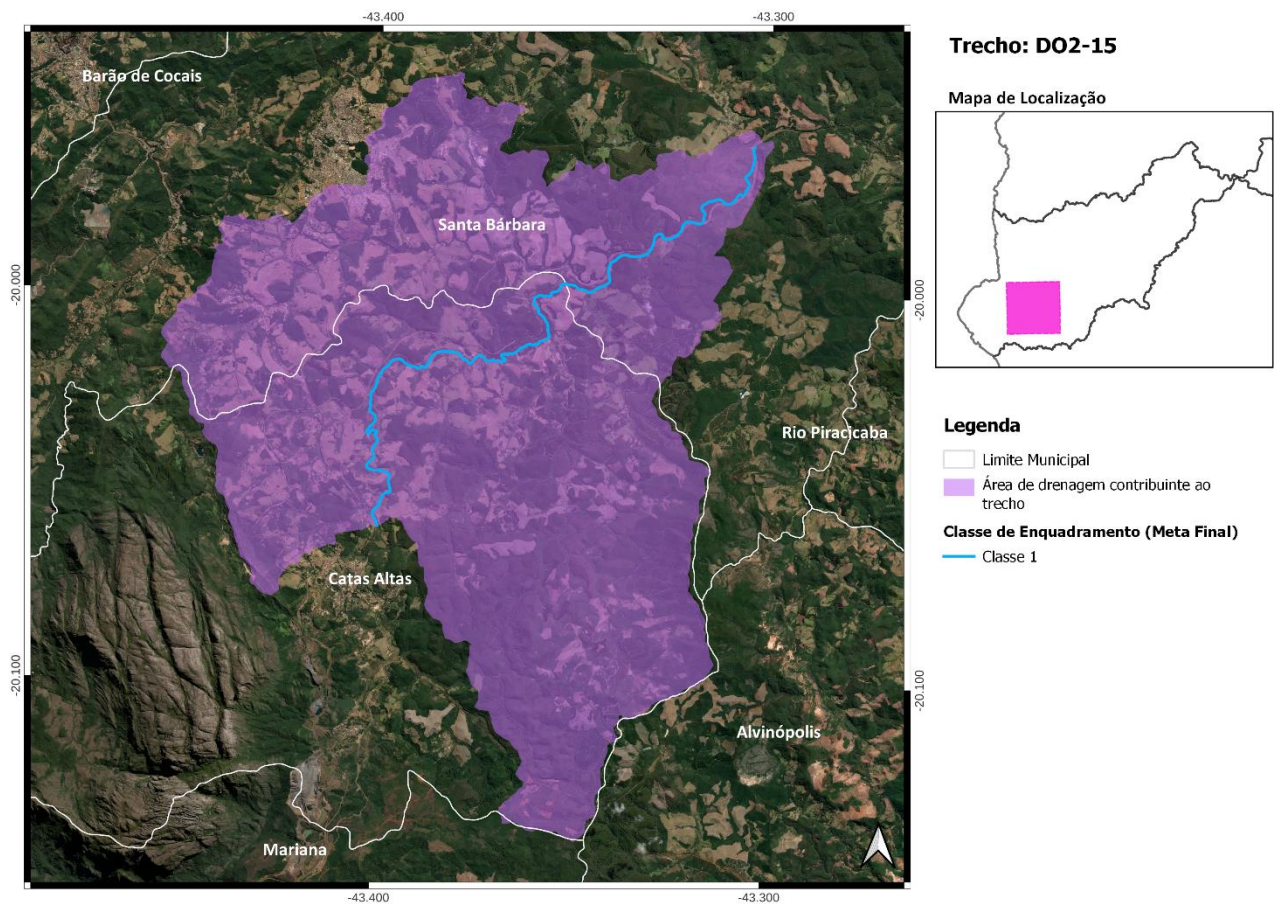 -43.400
-43.300
Barão de Cocais
Santa Bárbara
-20.000
-20.000
Rio Piracicaba
Catas Altas
-20.100
-20.100
Alvinópolis
Mariana
-43.400
-43.300
Trecho: DO2-15
Mapa de Localização
Legenda
Limite Municipal
Área de drenagem contribuinte ao
trecho
Classe de Enquadramento (Meta Final)
Classe 1